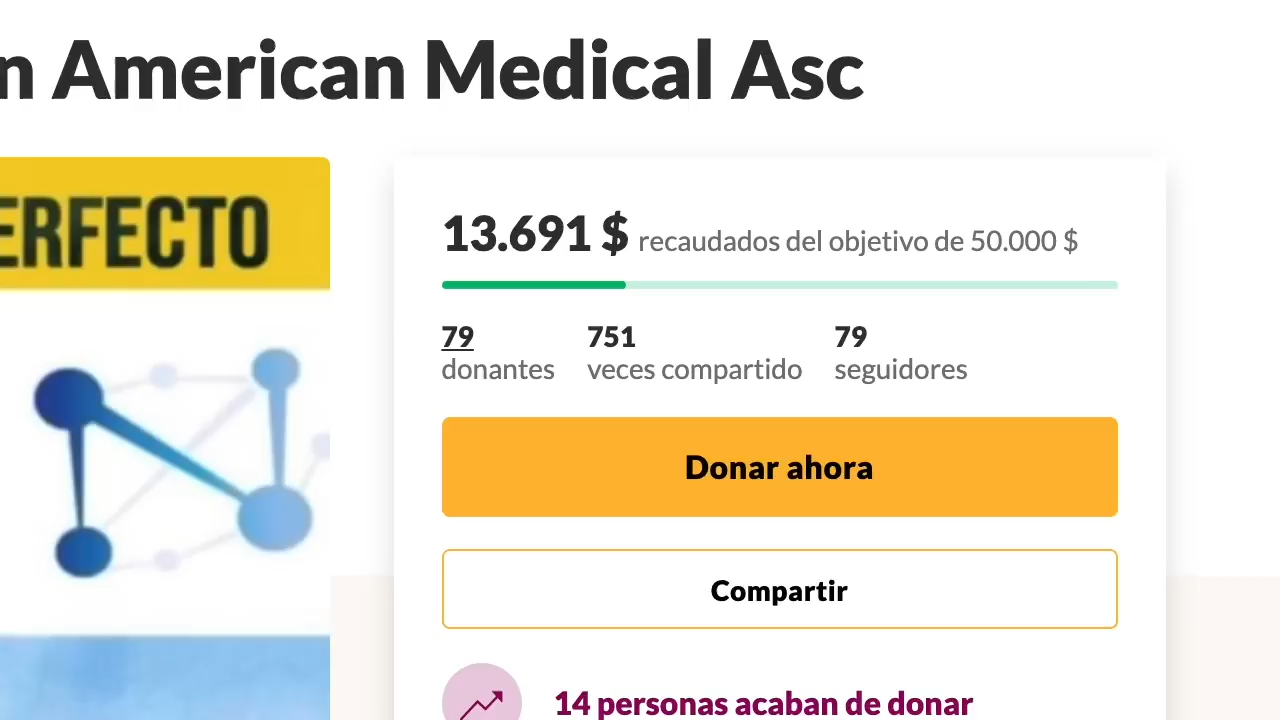 n American Medical Asc
ERFECTO
13.691 $ recaudados del objetivo de 50.000 $
79 751 79
donantes veces compartido seguidores
Donar ahora
Compartir
14 personas acaban de donar